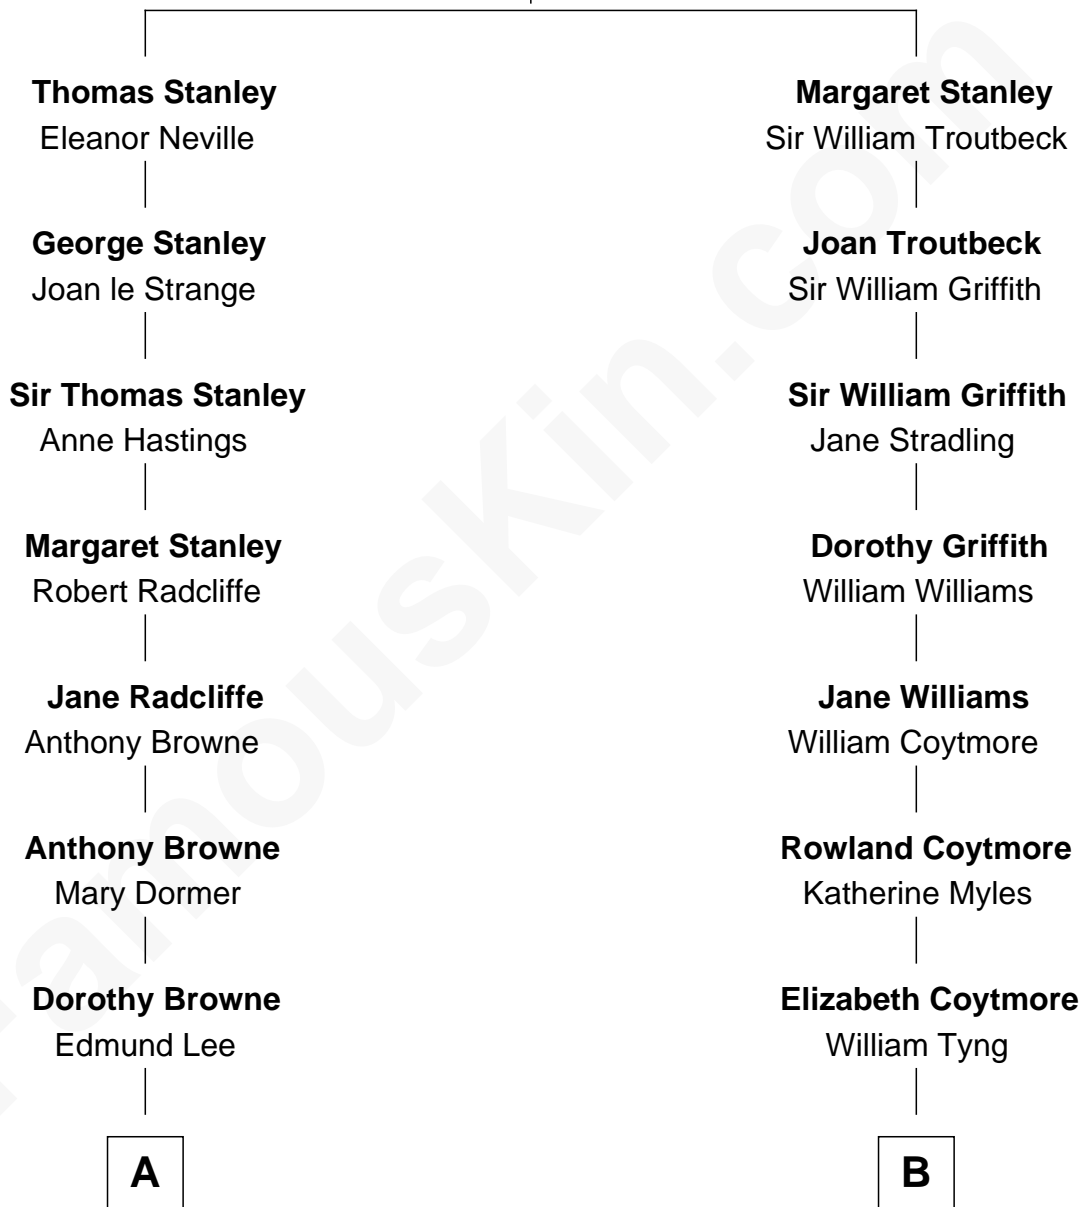 Thomas Stanley
Eleanor Neville
George Stanley
Joan le Strange
Sir Thomas Stanley
Anne Hastings
Margaret Stanley
Robert Radcliffe
Jane Radcliffe
Anthony Browne
Anthony Browne
Mary Dormer
Dorothy Browne
Edmund Lee
A
Margaret Stanley
Sir William Troutbeck
Joan Troutbeck
Sir William Griffith
Sir William Griffith
Jane Stradling
Dorothy Griffith
William Williams
Jane Williams
William Coytmore
Rowland Coytmore
Katherine Myles
Elizabeth Coytmore
William Tyng
B
FamousKin.com